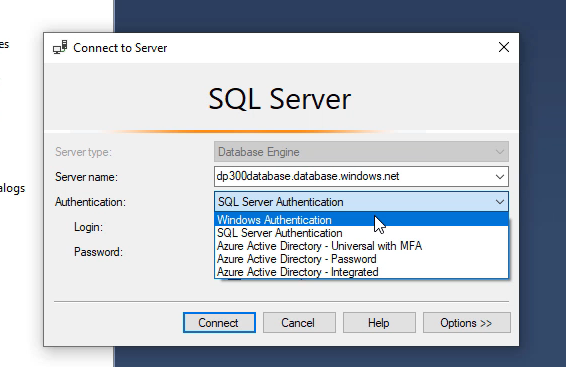 es
Connect to Server
SQL Server
Server type:
Database Engine
Server name:
dp300database.database.windows.net
alogs
Authentication:
SQL Server Authentication
Windows Authentication
Login:
SQL Server Authentication
Azure Active Directory - Universal with MFA
Password:
Azure Active Directory - Password
Azure Active Directory - Integrated
Connect
Cancel
Help
Options >>